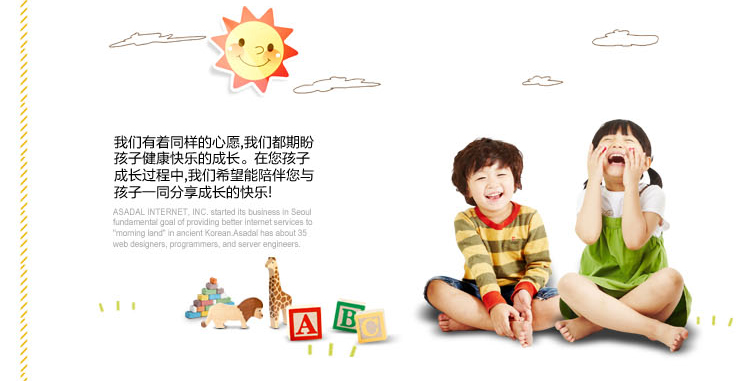 我们有着同样的心愿,我们都期盼
孩子健康快乐的成长。在您孩子
成长过程中,我们希望能陪伴您与
孩子一同分享成长的快乐!
ASADAL INTERNET, INC. started its business in Seoul
fundamental goal of providing better internet services to
"morning land" in ancient Korean.Asadal has about 35
web designers, programmers, and server engineers.
A
B
C